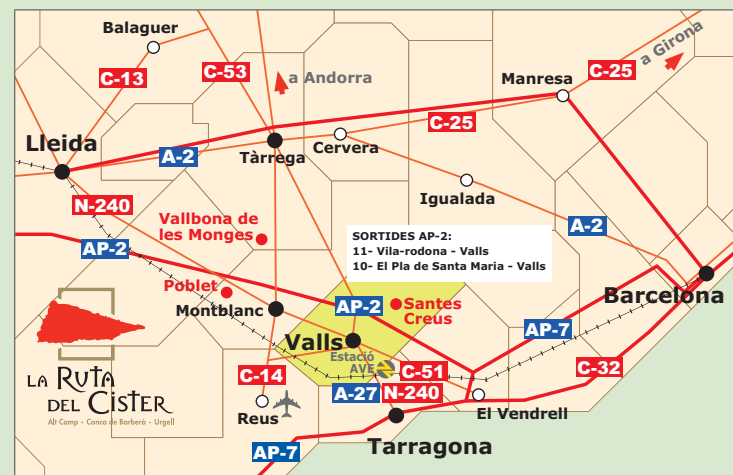 Balaguer
C-13
C-53
a Andorra
Manresa
C-25
a Girona
Lleida
A-2
Tàrrega
Cervera
C-25
Igualada
N-240
Vallbona de
les Monges
A-2
AP-2
SORTIDES AP-2:
11- Vila-rodona - Valls
10- El Pla de Santa Maria - Valls
Poblet
Montblanc
AP-2
Santes
Creus
Barcelona
AP-7
Valls
Estació
AVE
C-51
C-32
LA RUTA
DEL CISTER
Alt Camp - Conca de Barberà - Urgell
C-14
A-27
N-240
Reus
El Vendrell
Tarragona
AP-7